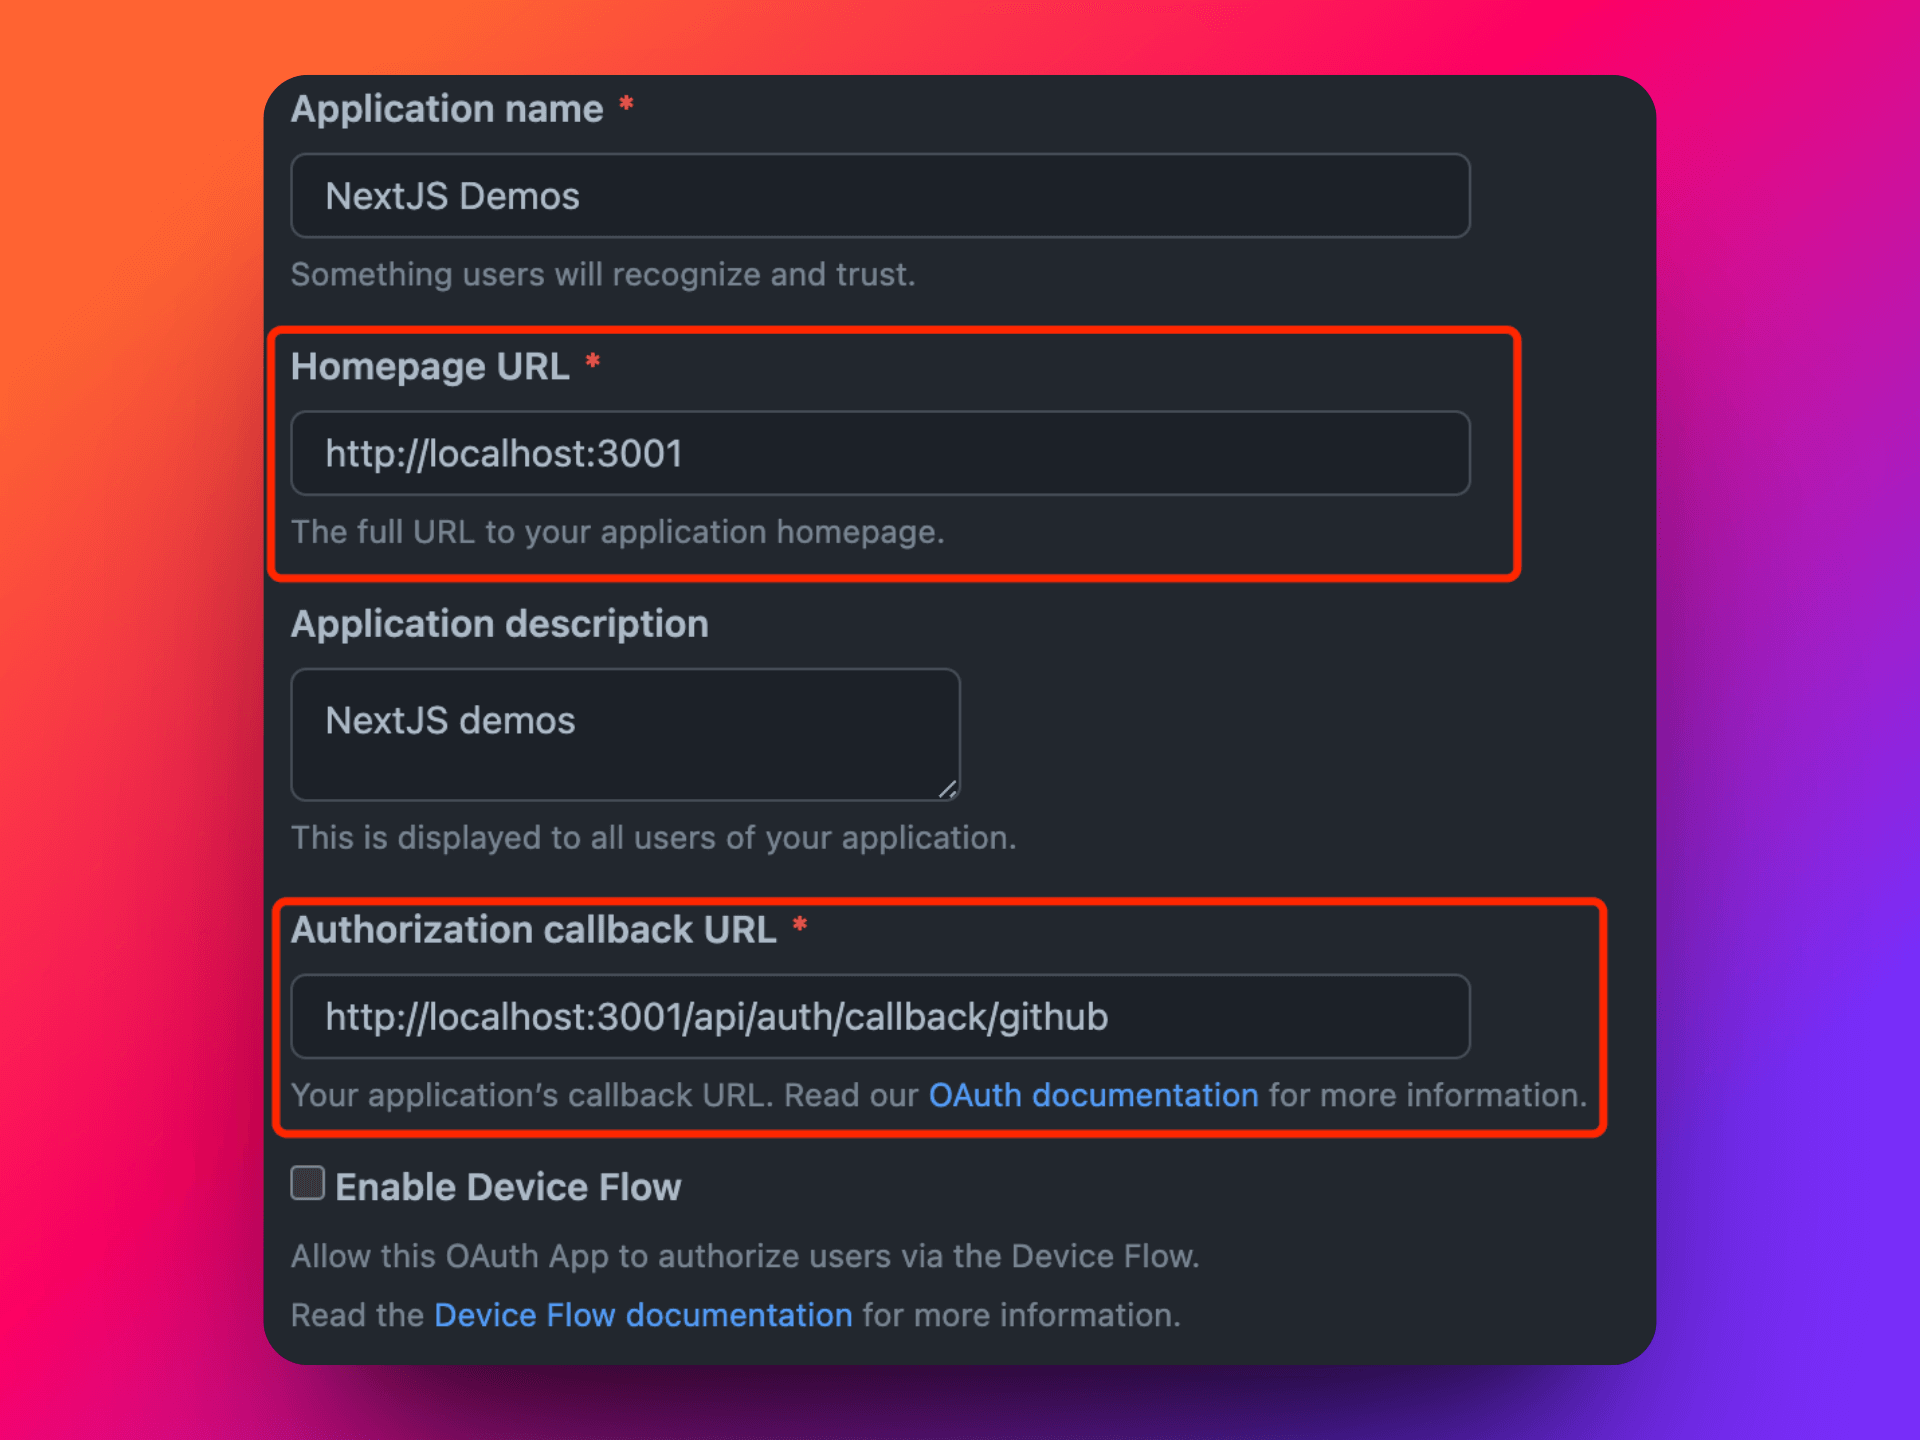 Application name *
NextJS Demos
Something users will recognize and trust.
Homepage URL *
http://localhost:3001
The full URL to your application homepage.
Application description
NextJS demos
This is displayed to all users of your application.
Authorization callback URL *
http://localhost:3001/api/auth/callback/github
Your application’s callback URL. Read our OAuth documentation for more information.
Enable Device Flow
Allow this OAuth App to authorize users via the Device Flow.
Read the Device Flow documentation for more information.